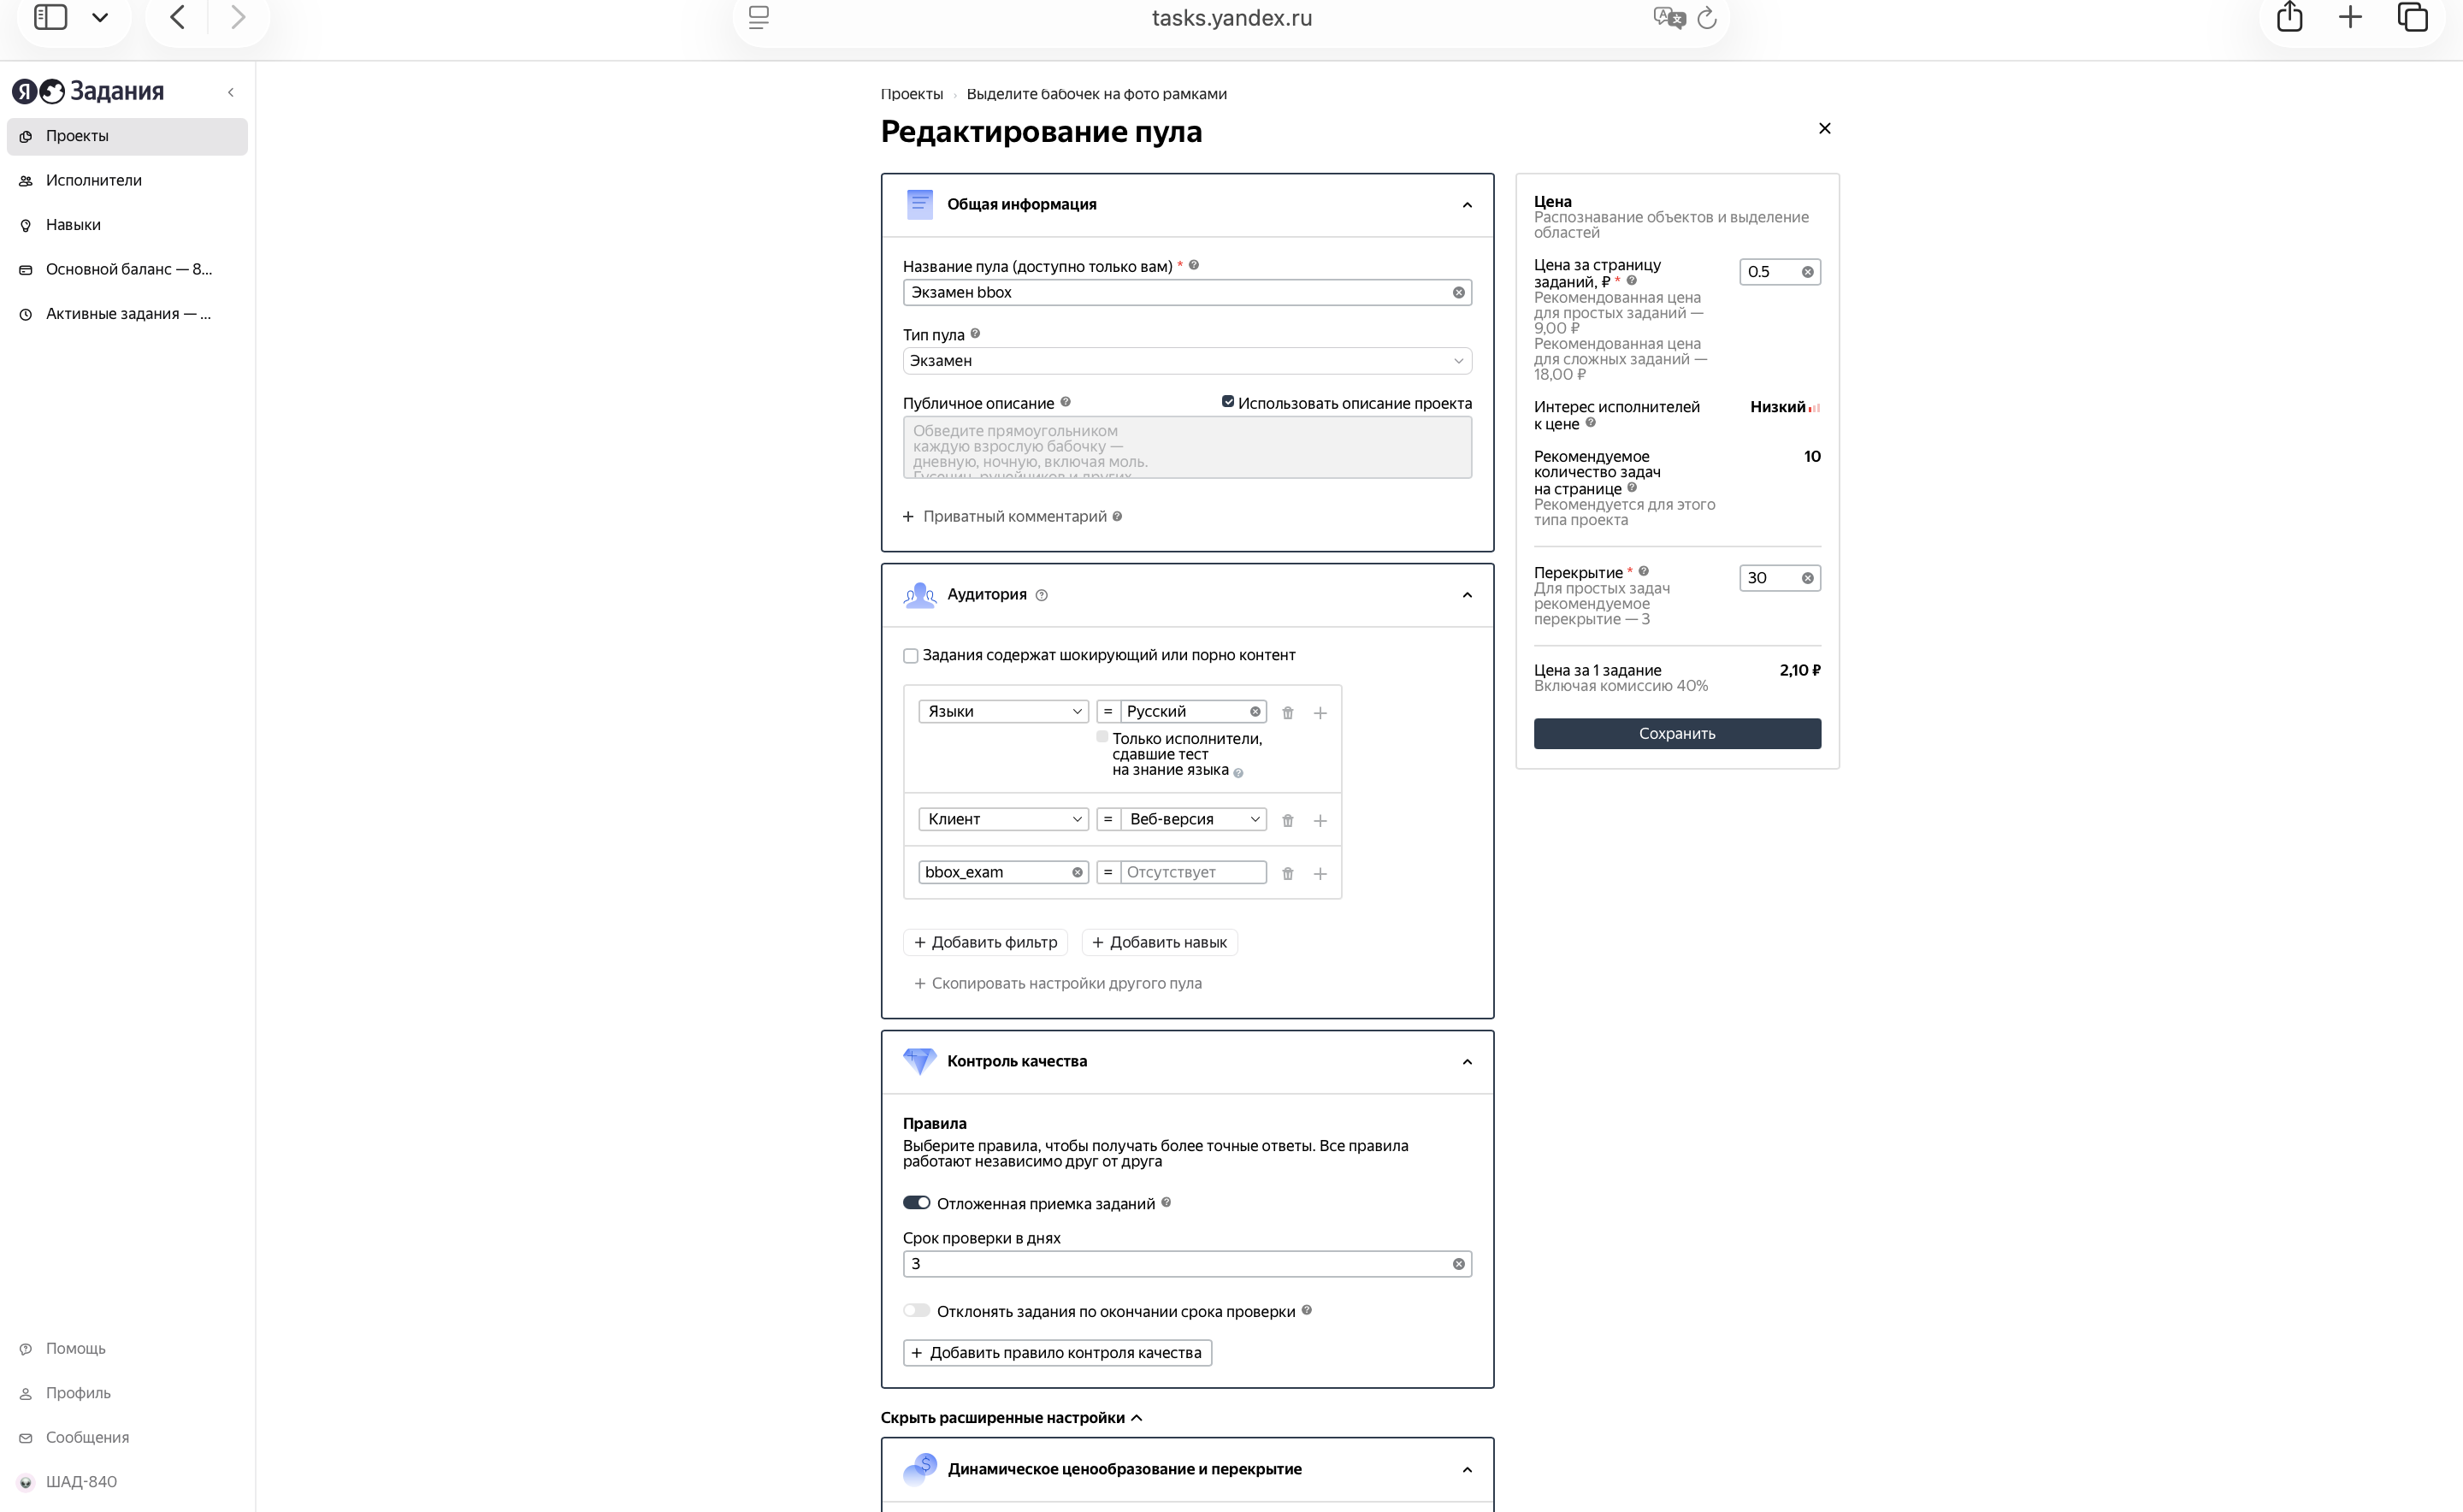 tasks.yandex.ru
Я Задания
Проекты
Исполнители
Навыки
Основной баланс — 8...
Активные задания — ...
Помощь
Профиль
Сообщения
ШАД-840
Проекты › Выделите бабочек на фото рамками
Редактирование пула
Общая информация
Название пула (доступно только вам) *
Экзамен bbox
Тип пула
Экзамен
Публичное описание
Использовать описание проекта
Обведите прямоугольником
каждую взрослую бабочку —
дневную, ночную, включая моль.
Гусениц, ручейников и других
+ Приватный комментарий
Аудитория
Задания содержат шокирующий или порно контент
Языки = Русский
Только исполнители,
сдавшие тест
на знание языка
Клиент = Веб-версия
bbox_exam = Отсутствует
+ Добавить фильтр
+ Добавить навык
+ Скопировать настройки другого пула
Контроль качества
Правила
Выберите правила, чтобы получать более точные ответы. Все правила
работают независимо друг от друга
Отложенная приемка заданий
Срок проверки в днях
3
Отклонять задания по окончании срока проверки
+ Добавить правило контроля качества
Скрыть расширенные настройки
Динамическое ценообразование и перекрытие
Цена
Распознавание объектов и выделение
областей
Цена за страницу
заданий, ₽ *
0.5
Рекомендованная цена
для простых заданий —
9,00 ₽
Рекомендованная цена
для сложных заданий —
18,00 ₽
Интерес исполнителей
к цене
Низкий
Рекомендуемое
количество задач
на странице
10
Рекомендуется для этого
типа проекта
Перекрытие *
30
Для простых задач
рекомендуемое
перекрытие — 3
Цена за 1 задание
2,10 ₽
Включая комиссию 40%
Сохранить